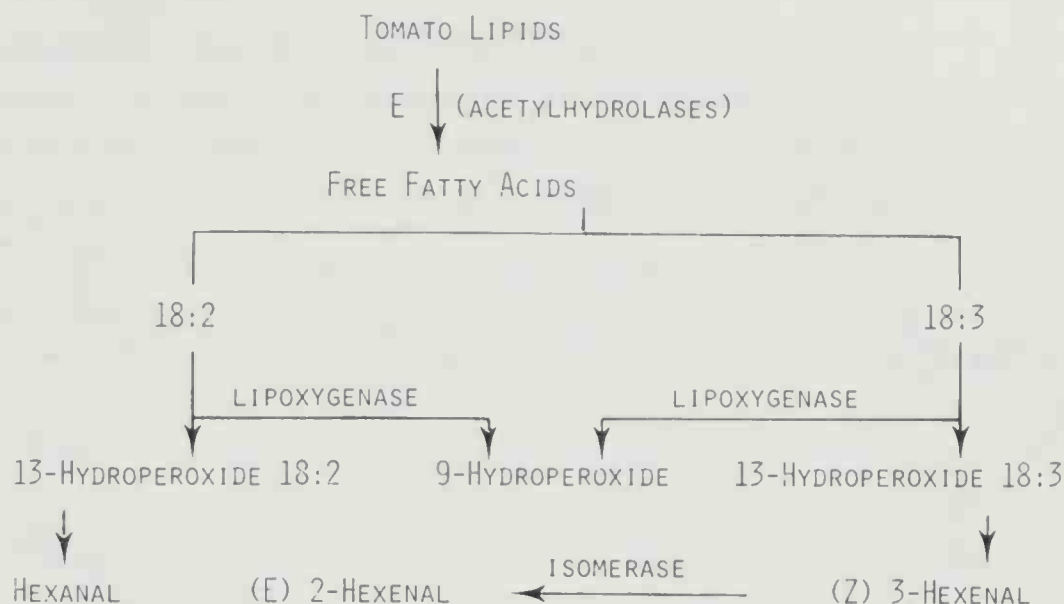 TOMATO LIPIDS
E (ACETYLHYDROLASES)
FREE FATTY ACIDS
18:2 18:3
LIPOXYGENASE LIPOXYGENASE
13-HYDROPEROXIDE 18:2 9-HYDROPEROXIDE 13-HYDROPEROXIDE 18:3
ISOMERASE
HEXANAL (E) 2-HEXENAL (Z) 3-HEXENAL